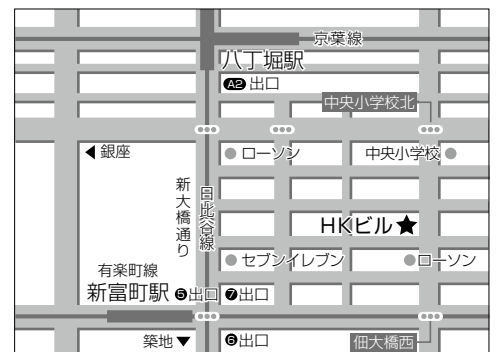 京葉線
八丁堀駅
A2 出口
中央小学校北
◀ 銀座
ローソン
中央小学校
新大橋通り
日比谷線
HKビル★
セブンイレブン
ローソン
有楽町線
新富町駅 ❺出口 ❼出口
築地▼
❻出口
佃大橋西